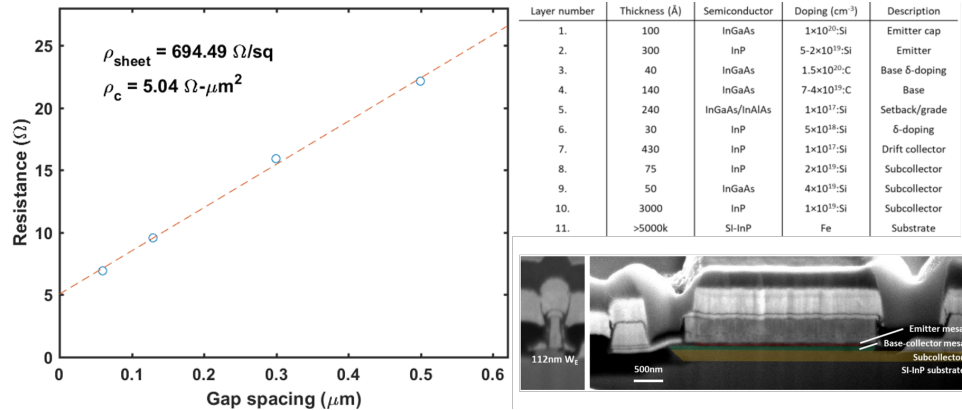 ρsheet = 694.49 Ω/sq
ρc = 5.04 Ω-μm²
Resistance (Ω)
25
20
15
10
5
0
0 0.1 0.2 0.3 0.4 0.5 0.6
Gap spacing (μm)
Layer number Thickness (Å) Semiconductor Doping (cm⁻³) Description
1. 100 InGaAs 1×10²⁰:Si Emitter cap
2. 300 InP 5-2×10¹⁹:Si Emitter
3. 40 InGaAs 1.5×10²⁰:C Base δ-doping
4. 140 InGaAs 7-4×10¹⁹:C Base
5. 240 InGaAs/InAlAs 1×10¹⁷:Si Setback/grade
6. 30 InP 5×10¹⁸:Si δ-doping
7. 430 InP 1×10¹⁷:Si Drift collector
8. 75 InP 2×10¹⁹:Si Subcollector
9. 50 InGaAs 4×10¹⁹:Si Subcollector
10. 3000 InP 1×10¹⁹:Si Subcollector
11. >5000k SI-InP Fe Substrate
112nm WE
500nm
Emitter mesa
Base-collector mesa
Subcollector
SI-InP substrate